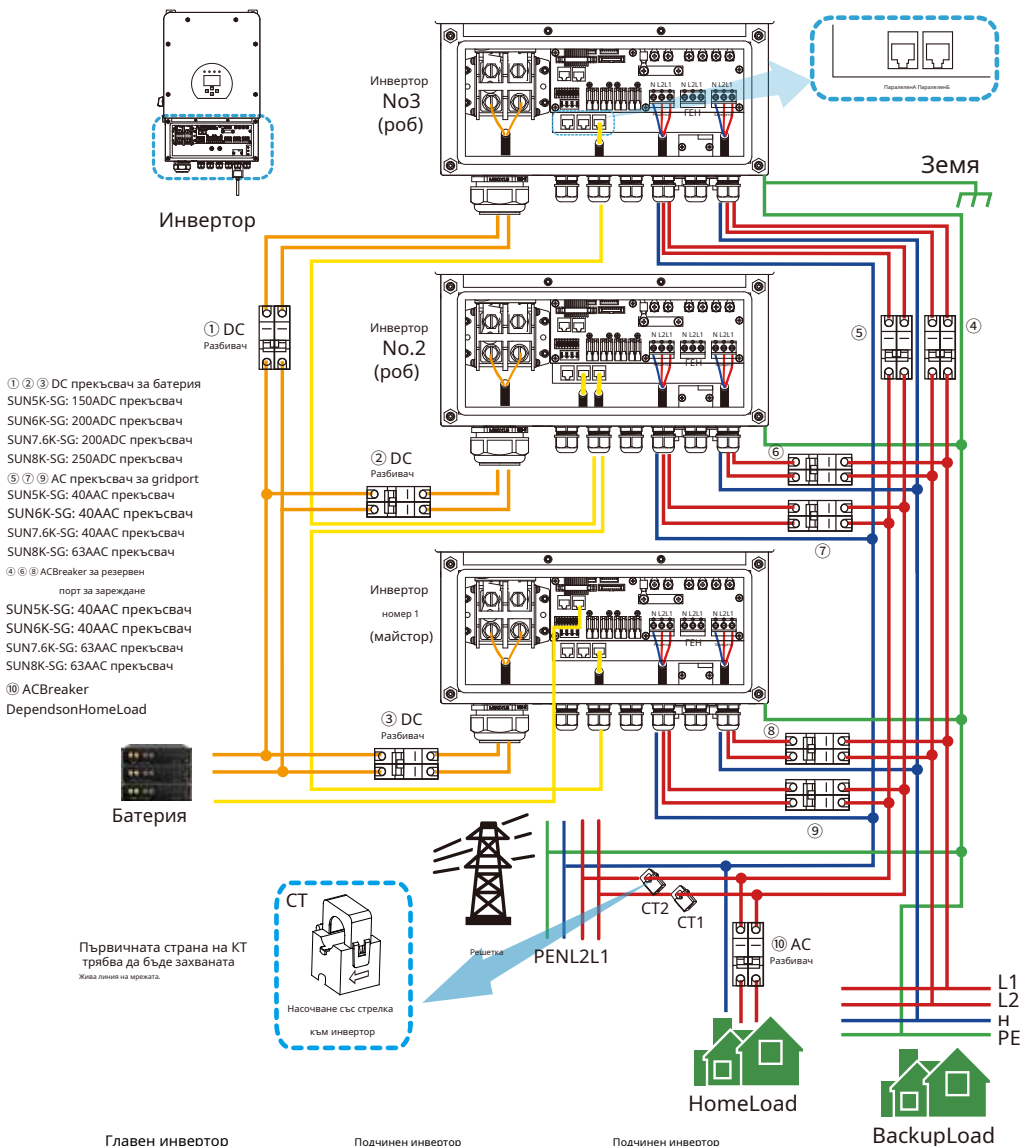 Инвертор
Инвертор
No3
(роб)
N L2L1
ГЕН
N L2L1
ПаралеленА ПаралеленБ
Земя
① DC
Разбивач
Инвертор
No.2
(роб)
N L2L1
ГЕН
N L2L1
⑤
④
① ② ③ DC прекъсвач за батерия
SUN5K-SG: 150ADC прекъсвач
SUN6K-SG: 200ADC прекъсвач
SUN7.6K-SG: 200ADC прекъсвач
SUN8K-SG: 250ADC прекъсвач
⑤ ⑦ ⑨ AC прекъсвач за gridport
SUN5K-SG: 40AAC прекъсвач
SUN6K-SG: 40AAC прекъсвач
SUN7.6K-SG: 40AAC прекъсвач
SUN8K-SG: 63AAC прекъсвач
④ ⑥ ⑧ ACBreaker за резервен
порт за зареждане
SUN5K-SG: 40AAC прекъсвач
SUN6K-SG: 40AAC прекъсвач
SUN7.6K-SG: 63AAC прекъсвач
SUN8K-SG: 63AAC прекъсвач
⑩ ACBreaker
DependsonHomeLoad
② DC
Разбивач
⑥
⑦
Инвертор
номер 1
(майстор)
N L2L1
ГЕН
N L2L1
③ DC
Разбивач
⑧
⑨
Батерия
CT
Насочване със стрелка
към инвертор
Първичната страна на КТ
трябва да бъде захваната
Жива линия на мрежата.
Решетка
PENL2L1
CT2
CT1
⑩ AC
Разбивач
L1
L2
н
PE
HomeLoad
BackupLoad
Главен инвертор
Подчинен инвертор
Подчинен инвертор